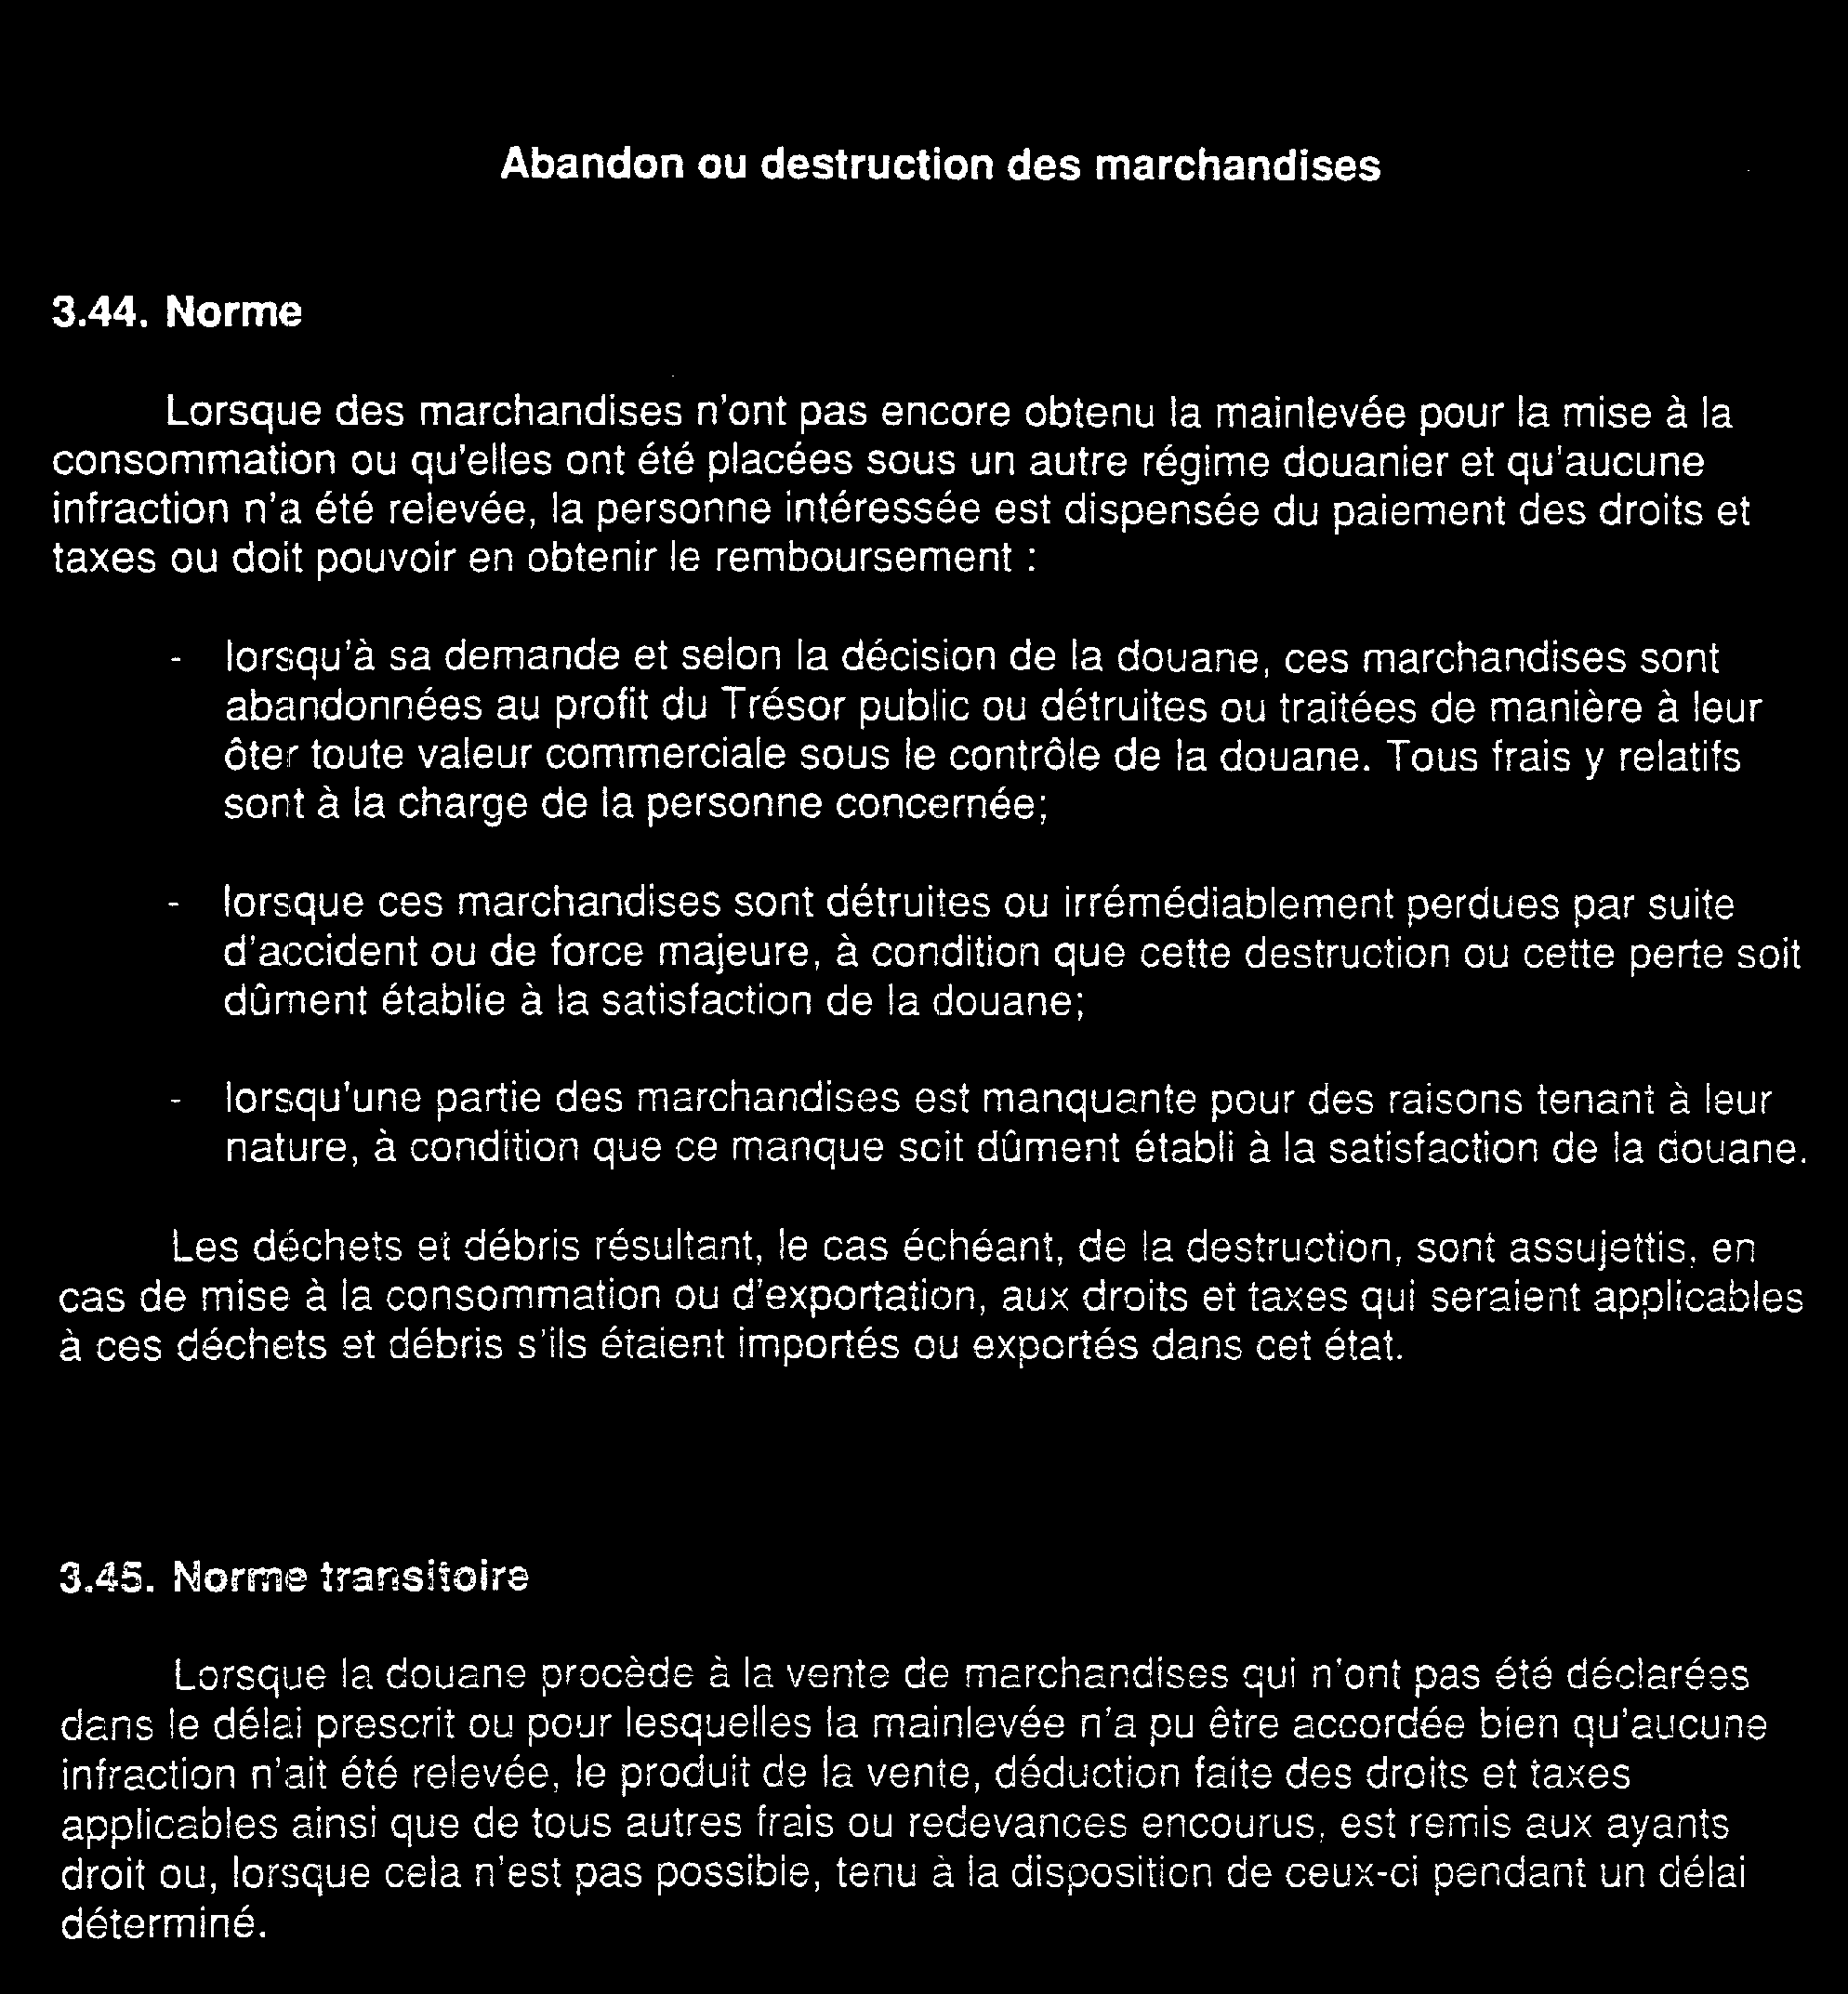 Abandon ou destruction des marchandises
3.44. Norme
Lorsque des marchandises n'ont pas encore obtenu la mainlevée pour la mise à la
consommation ou qu'elles ont été placées sous un autre régime douanier et qu'aucune
infraction n'a été relevée, la personne intéressée est dispensée du paiement des droits et
taxes ou doit pouvoir en obtenir le remboursement :
- lorsqu'à sa demande et selon la décision de la douane, ces marchandises sont
abandonnées au profit du Trésor public ou détruites ou traitées de manière à leur
ôter toute valeur commerciale sous le contrôle de la douane. Tous frais y relatifs
sont à la charge de la personne concernée;
- lorsque ces marchandises sont détruites ou irrémédiablement perdues par suite
d'accident ou de force majeure, à condition que cette destruction ou cette perte soit
dûment établie à la satisfaction de la douane;
- lorsqu'une partie des marchandises est manquante pour des raisons tenant à leur
nature, à condition que ce manque soit dûment établi à la satisfaction de la douane.
Les déchets et débris résultant, le cas échéant, de la destruction, sont assujettis, en
cas de mise à la consommation ou d'exportation, aux droits et taxes qui seraient applicables
à ces déchets et débris s'ils étaient importés ou exportés dans cet état.
3.45. Norme transitoire
Lorsque la douane procède à la vente de marchandises qui n'ont pas été déclarées
dans le délai prescrit ou pour lesquelles la mainlevée n'a pu être accordée bien qu'aucune
infraction n'ait été relevée, le produit de la vente, déduction faite des droits et taxes
applicables ainsi que de tous autres frais ou redevances encourus, est remis aux ayants
droit ou, lorsque cela n'est pas possible, tenu à la disposition de ceux-ci pendant un délai
déterminé.